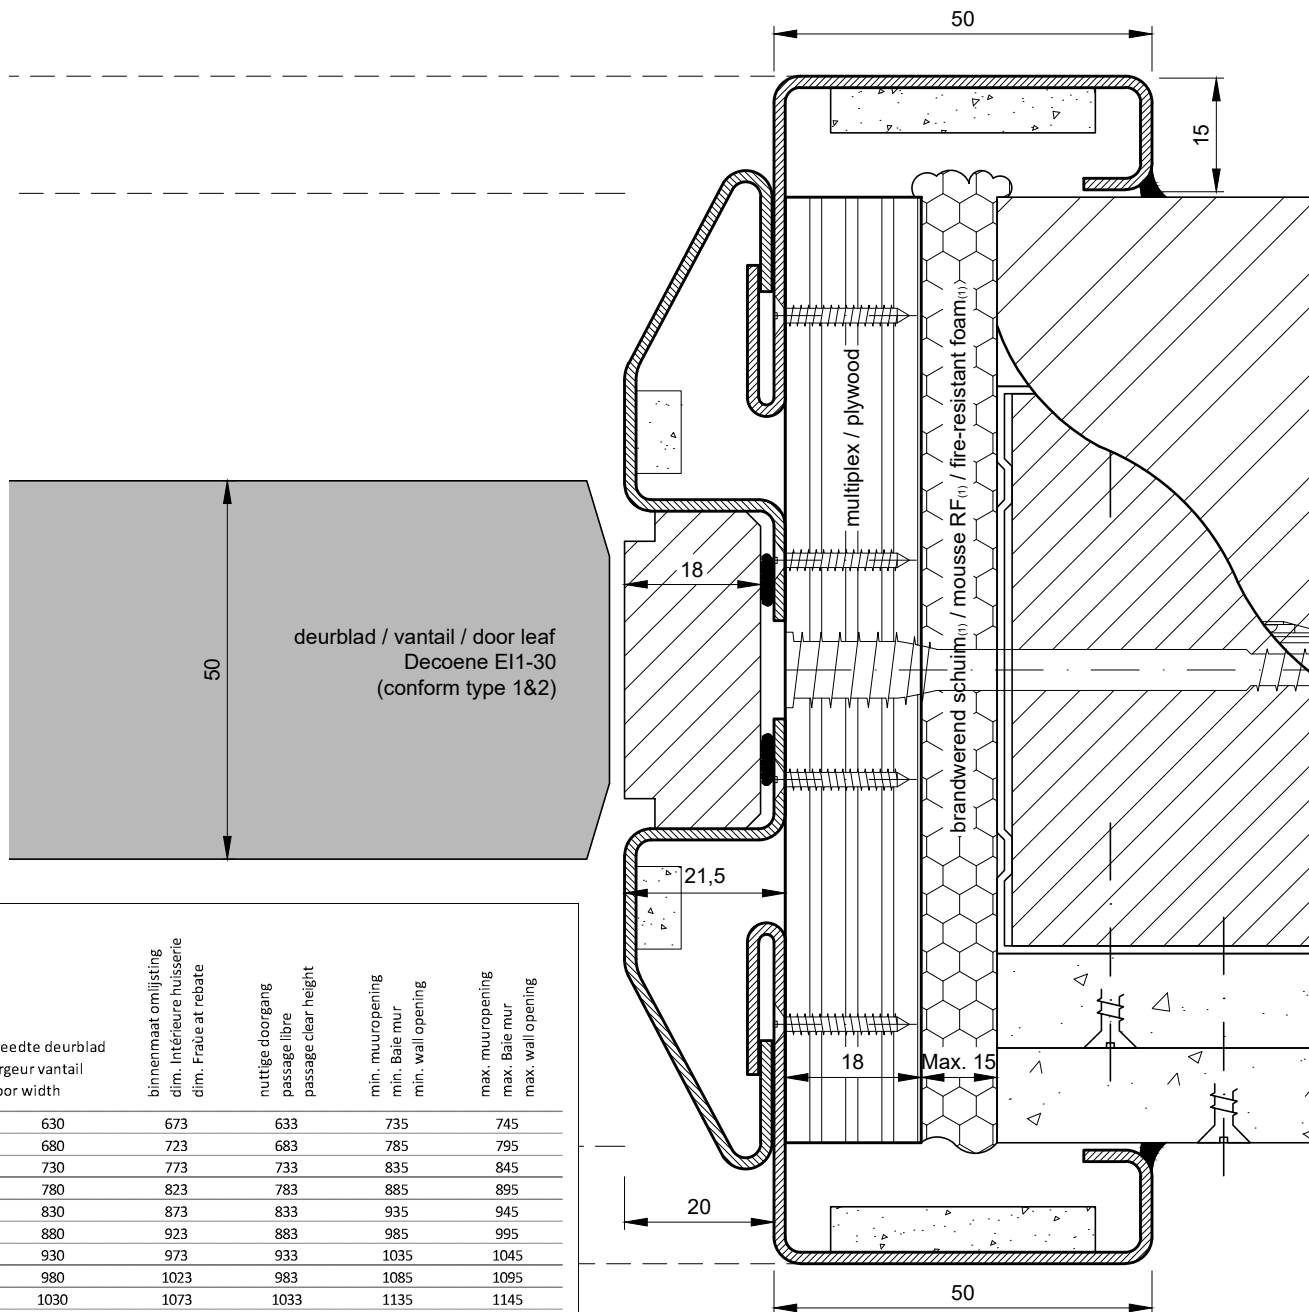 50
15
multiplex / plywood
brandwerend schuim(1) / mousse RF(1) / fire-resistant foam(1)
18
deurblad / vantail / door leaf
Decoene EI1-30
(conform type 1&2)
50
21,5
18
Max. 15
20
50
deurblad
vantail
width
binnenmaat omlijsting
dim. Intérieure huisserie
dim. Fraùe at rebate
nuttige doorgang
passage libre
passage clear height
min. muuropening
min. Baie mur
min. wall opening
max. muuropening
max. Baie mur
max. wall opening
630 673 633 735 745
680 723 683 785 795
730 773 733 835 845
780 823 783 885 895
830 873 833 935 945
880 923 883 985 995
930 973 933 1035 1045
980 1023 983 1085 1095
1030 1073 1033 1135 1145